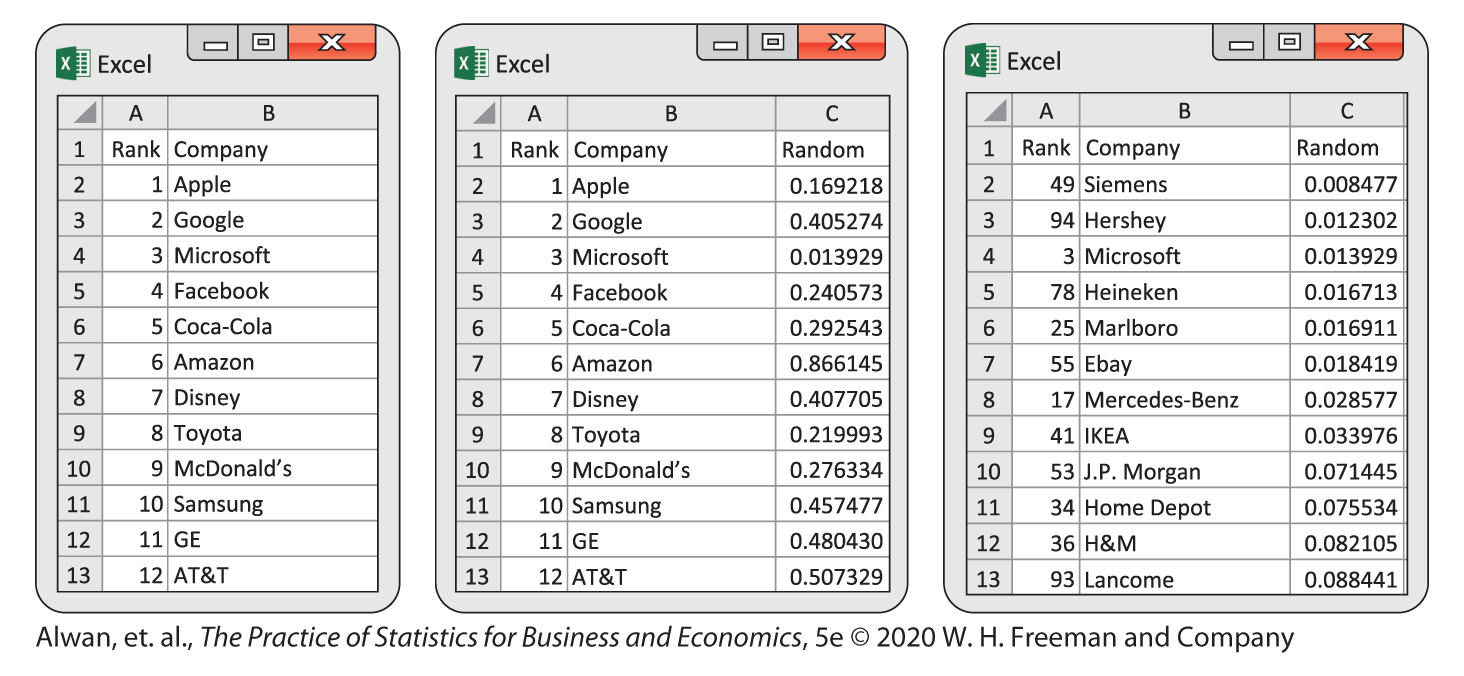 Excel
A B
1 Rank Company
2 1 Apple
3 2 Google
4 3 Microsoft
5 4 Facebook
6 5 Coca-Cola
7 6 Amazon
8 7 Disney
9 8 Toyota
10 9 McDonald’s
11 10 Samsung
12 11 GE
13 12 AT&T
Excel
A B C
1 Rank Company Random
2 1 Apple 0.169218
3 2 Google 0.405274
4 3 Microsoft 0.013929
5 4 Facebook 0.240573
6 5 Coca-Cola 0.292543
7 6 Amazon 0.866145
8 7 Disney 0.407705
9 8 Toyota 0.219993
10 9 McDonald’s 0.276334
11 10 Samsung 0.457477
12 11 GE 0.480430
13 12 AT&T 0.507329
Excel
A B C
1 Rank Company Random
2 49 Siemens 0.008477
3 94 Hershey 0.012302
4 3 Microsoft 0.013929
5 78 Heineken 0.016713
6 25 Marlboro 0.016911
7 55 Ebay 0.018419
8 17 Mercedes-Benz 0.028577
9 41 IKEA 0.033976
10 53 J.P. Morgan 0.071445
11 34 Home Depot 0.075534
12 36 H&M 0.082105
13 93 Lancome 0.088441
Alwan, et. al., The Practice of Statistics for Business and Economics, 5e © 2020 W. H. Freeman and Company